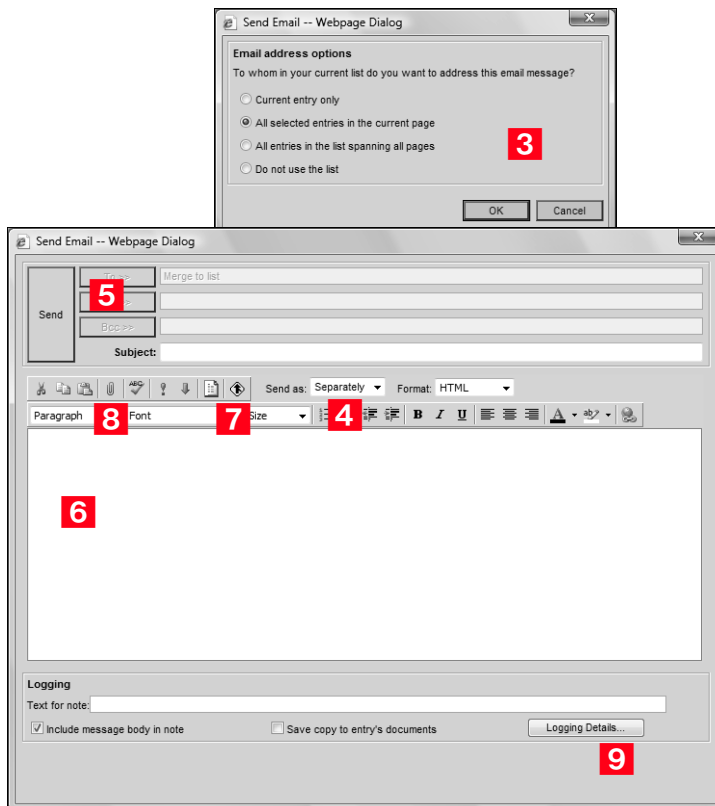 Send Email -- Webpage Dialog
Email address options
To whom in your current list do you want to address this email message?
Current entry only
All selected entries in the current page
All entries in the list spanning all pages
Do not use the list
3
OK Cancel
Send Email -- Webpage Dialog
Send
To >> Merge to list
5
Bcc >>
Subject:
Send as: Separately Format: HTML
Paragraph Font Size B I U A ab
8 7 4
6
Logging
Text for note:
Include message body in note Save copy to entry's documents Logging Details...
9